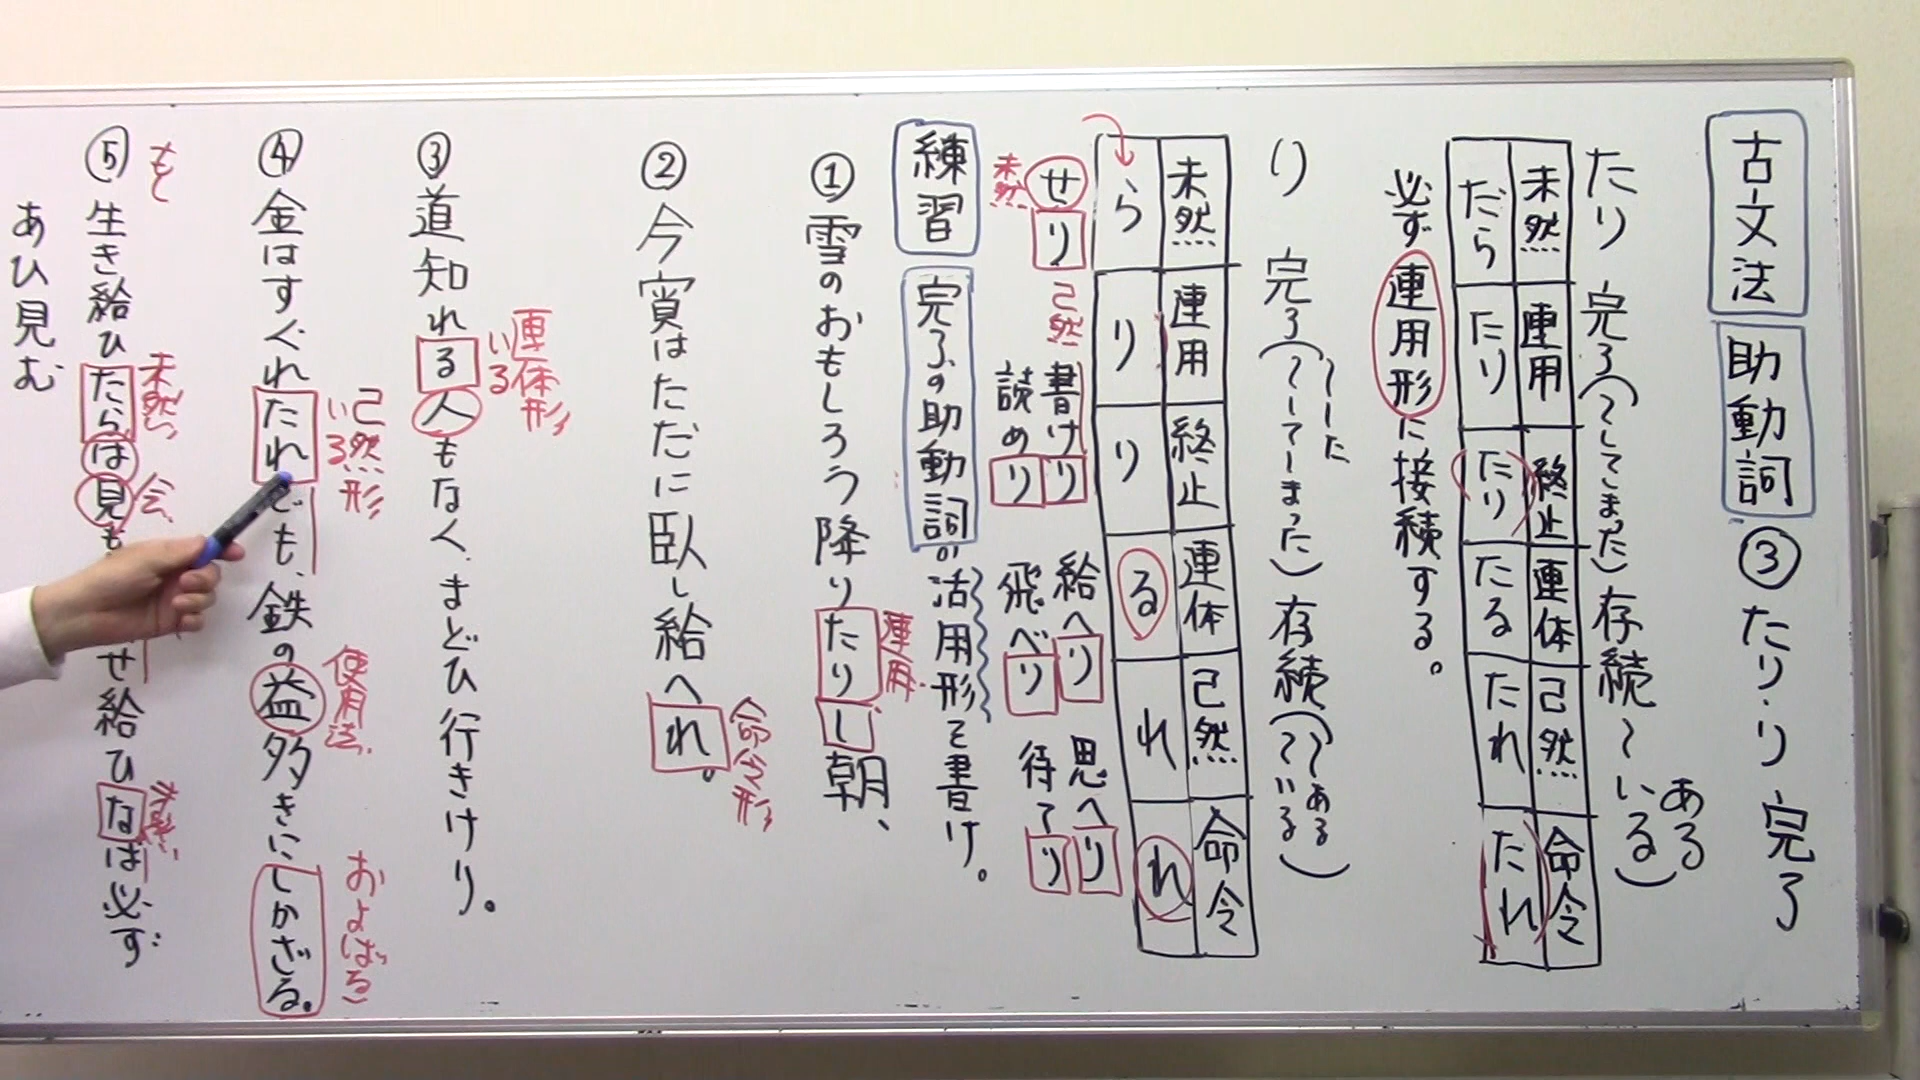 古文法 助動詞 ③ たり・り 完了
たり 完了(~してしまった)存続~いる)
ある
未然 連用 終止 連体 已然 命令
たら たり たり たる たれ たれ
必ず連用形に接続する。
り 完了(~してしまった)存続(~いる)
~した
~ある
未然 連用 終止 連体 已然 命令
ら り り る れ れ
せり 書けり 給へり 思へり
未然 已然
読めり 飛べり 待てり
練習 完了の助動詞の活用形を書け。
①雪のおもしろう降りたりし朝、
連用
②今宵はただに臥し給へれ。
命令形
③道知れる人もなく、まどひ行きけり。
いる
連体形
④金はすぐれたれども、鉄の益多きにしかざる。
いる
已然形
使用法
およばる
⑤生き給ひたらば見も せ給ひなば必ず
未然
会
もし
あひ見む